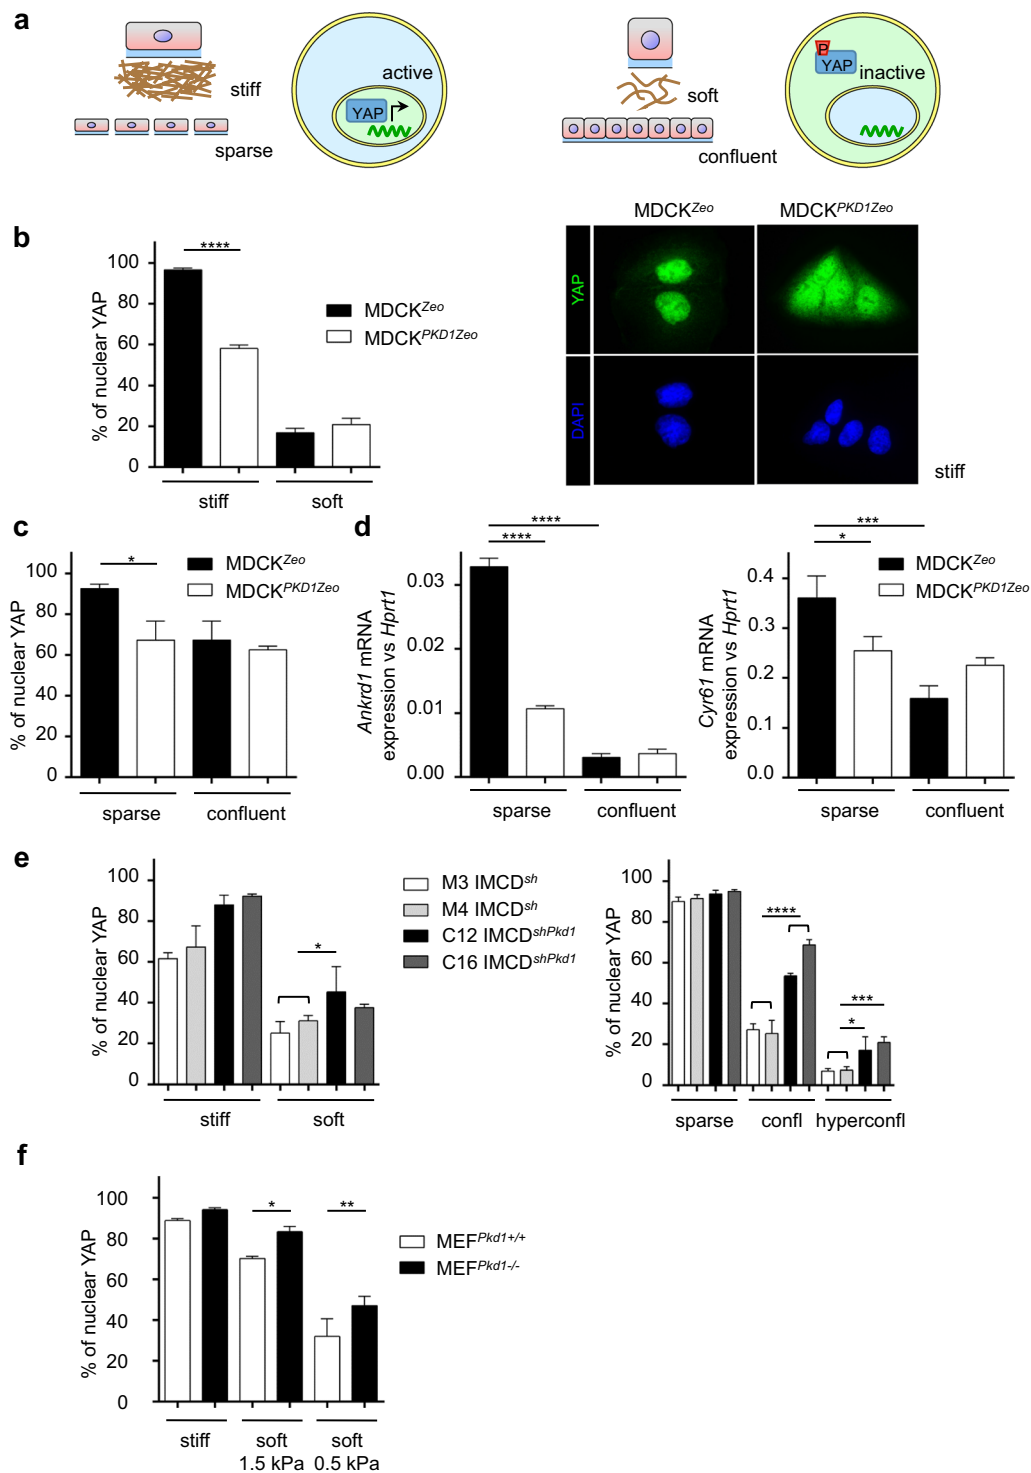 a
stiff
sparse
active
YAP
soft
confluent
P
YAP
inactive
b
% of nuclear YAP
100
80
60
40
20
0
****
stiff
soft
MDCKZeo
MDCKPKD1Zeo
MDCKZeo
MDCKPKD1Zeo
YAP
DAPI
stiff
c
% of nuclear YAP
100
80
60
40
20
0
*
sparse
confluent
MDCKZeo
MDCKPKD1Zeo
d
Ankrd1 mRNA
expression vs Hprt1
0.03
0.02
0.01
0.00
****
****
sparse
confluent
Cyr61 mRNA
expression vs Hprt1
0.4
0.3
0.2
0.1
0.0
***
*
sparse
confluent
MDCKZeo
MDCKPKD1Zeo
e
% of nuclear YAP
100
80
60
40
20
0
*
stiff
soft
M3 IMCDsh
M4 IMCDsh
C12 IMCDshPkd1
C16 IMCDshPkd1
% of nuclear YAP
100
80
60
40
20
0
****
***
*
sparse
confl
hyperconfl
f
% of nuclear YAP
100
80
60
40
20
0
*
**
stiff
soft
1.5 kPa
soft
0.5 kPa
MEFPkd1+/+
MEFPkd1-/-